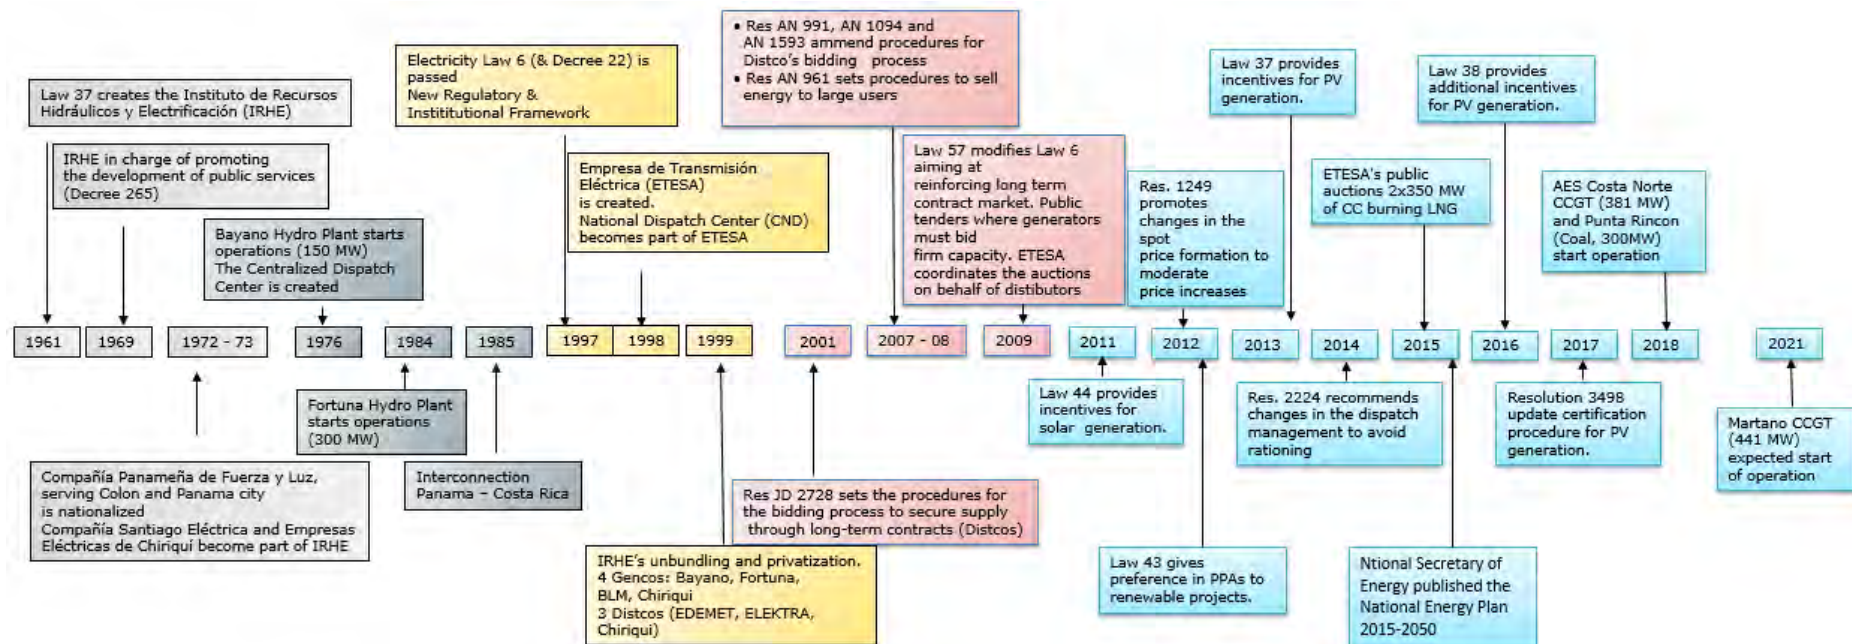 Law 37 creates the Instituto de Recursos
Hidráulicos y Electrificación (IRHE)
IRHE in charge of promoting
the development of public services
(Decree 265)
Bayano Hydro Plant starts
operations (150 MW)
The Centralized Dispatch
Center is created
Electricity Law 6 (& Decree 22) is
passed
New Regulatory &
Instititutional Framework
Empresa de Transmisión
Eléctrica (ETESA)
is created.
National Dispatch Center (CND)
becomes part of ETESA
• Res AN 991, AN 1094 and
AN 1593 ammend procedures for
Distco's bidding process
• Res AN 961 sets procedures to sell
energy to large users
Law 57 modifies Law 6
aiming at
reinforcing long term
contract market. Public
tenders where generators
must bid
firm capacity. ETESA
coordinates the auctions
on behalf of distibutors
Res. 1249
promotes
changes in the
spot
price formation to
moderate
price increases
Law 37 provides
incentives for PV
generation.
ETESA's public
auctions 2x350 MW
of CC burning LNG
Law 38 provides
additional incentives
for PV generation.
AES Costa Norte
CCGT (381 MW)
and Punta Rincon
(Coal, 300MW)
start operation
1961
1969
1972 - 73
1976
1984
1985
1997
1998
1999
2001
2007 - 08
2009
2011
2012
2013
2014
2015
2016
2017
2018
2021
Compañía Panameña de Fuerza y Luz,
serving Colon and Panama city
is nationalized
Compañía Santiago Eléctrica and Empresas
Eléctricas de Chiriquí become part of IRHE
Fortuna Hydro Plant
starts operations
(300 MW)
Interconnection
Panama – Costa Rica
IRHE's unbundling and privatization.
4 Gencos: Bayano, Fortuna,
BLM, Chiriqui
3 Distcos (EDEMET, ELEKTRA,
Chiriqui)
Res JD 2728 sets the procedures for
the bidding process to secure supply
through long-term contracts (Distcos)
Law 44 provides
incentives for
solar generation.
Law 43 gives
preference in PPAs to
renewable projects.
Res. 2224 recommends
changes in the dispatch
management to avoid
rationing
Ntional Secretary of
Energy published the
National Energy Plan
2015-2050
Resolution 3498
update certification
procedure for PV
generation.
Martano CCGT
(441 MW)
expected start
of operation